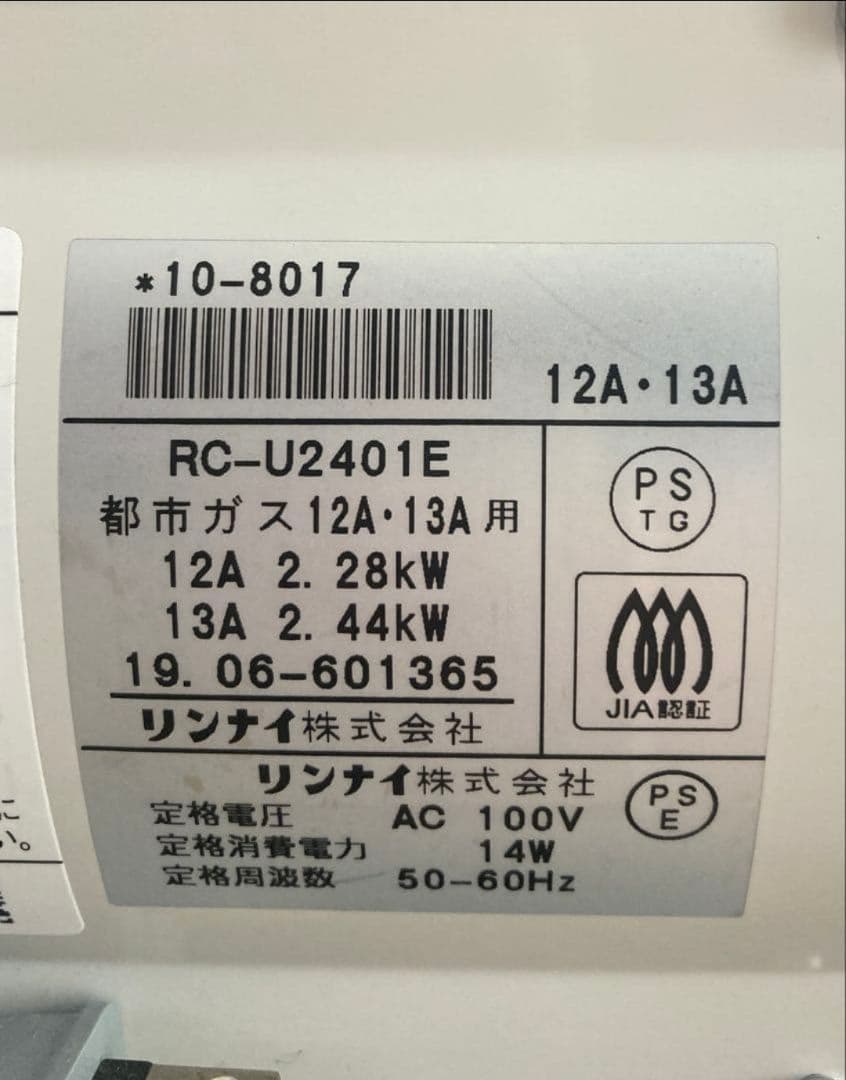 *10-8017
12A・13A
RC-U2401E
都市ガス12A・13A用
12A 2. 28kW
13A 2. 44kW
19. 06-601365
リンナイ株式会社
PS
TG
JIA認証
リンナイ株式会社
定格電圧 AC 100V
定格消費電力 14W
定格周波数 50-60Hz
PS
E
に
い。